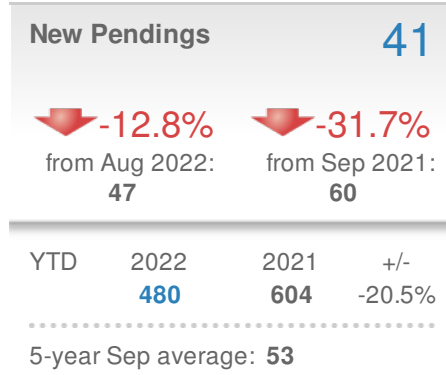 New Pendings 41
-12.8% -31.7%
from Aug 2022: from Sep 2021:
47 60
YTD 2022 2021 +/-
480 604 -20.5%
5-year Sep average: 53